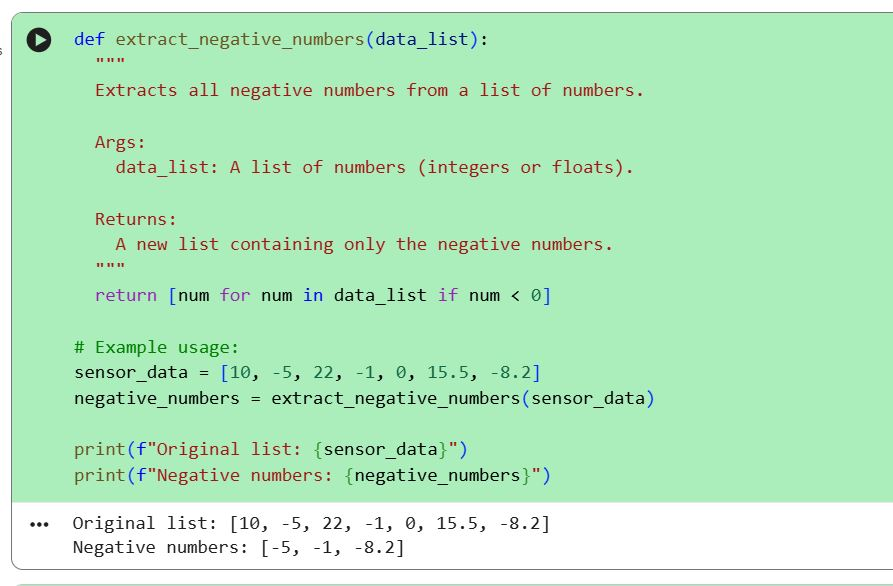 def extract_negative_numbers(data_list):
  """
  Extracts all negative numbers from a list of numbers.

  Args:
    data_list: A list of numbers (integers or floats).

  Returns:
    A new list containing only the negative numbers.
  """
  return [num for num in data_list if num < 0]

# Example usage:
sensor_data = [10, -5, 22, -1, 0, 15.5, -8.2]
negative_numbers = extract_negative_numbers(sensor_data)

print(f"Original list: {sensor_data}")
print(f"Negative numbers: {negative_numbers}")
Original list: [10, -5, 22, -1, 0, 15.5, -8.2]
Negative numbers: [-5, -1, -8.2]